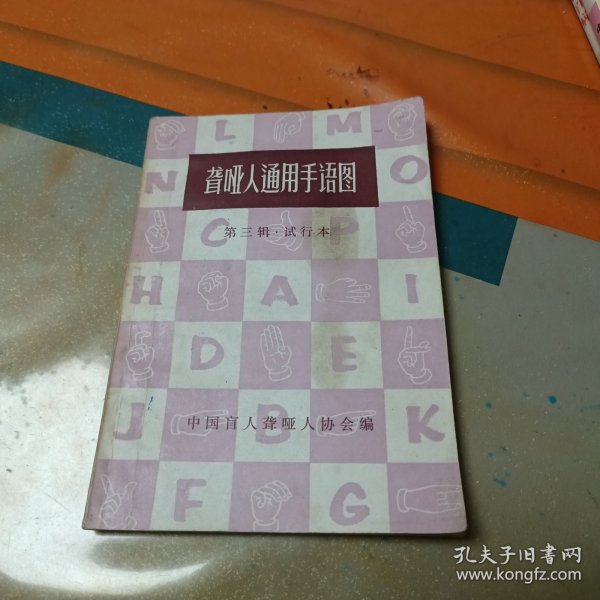 L M
聋哑人通用手语图
N O
第三辑·试行本
C P
H A I
D E
中国盲人聋哑人协会编
J B K
F G
孔夫子旧书网
www.kongfz.com